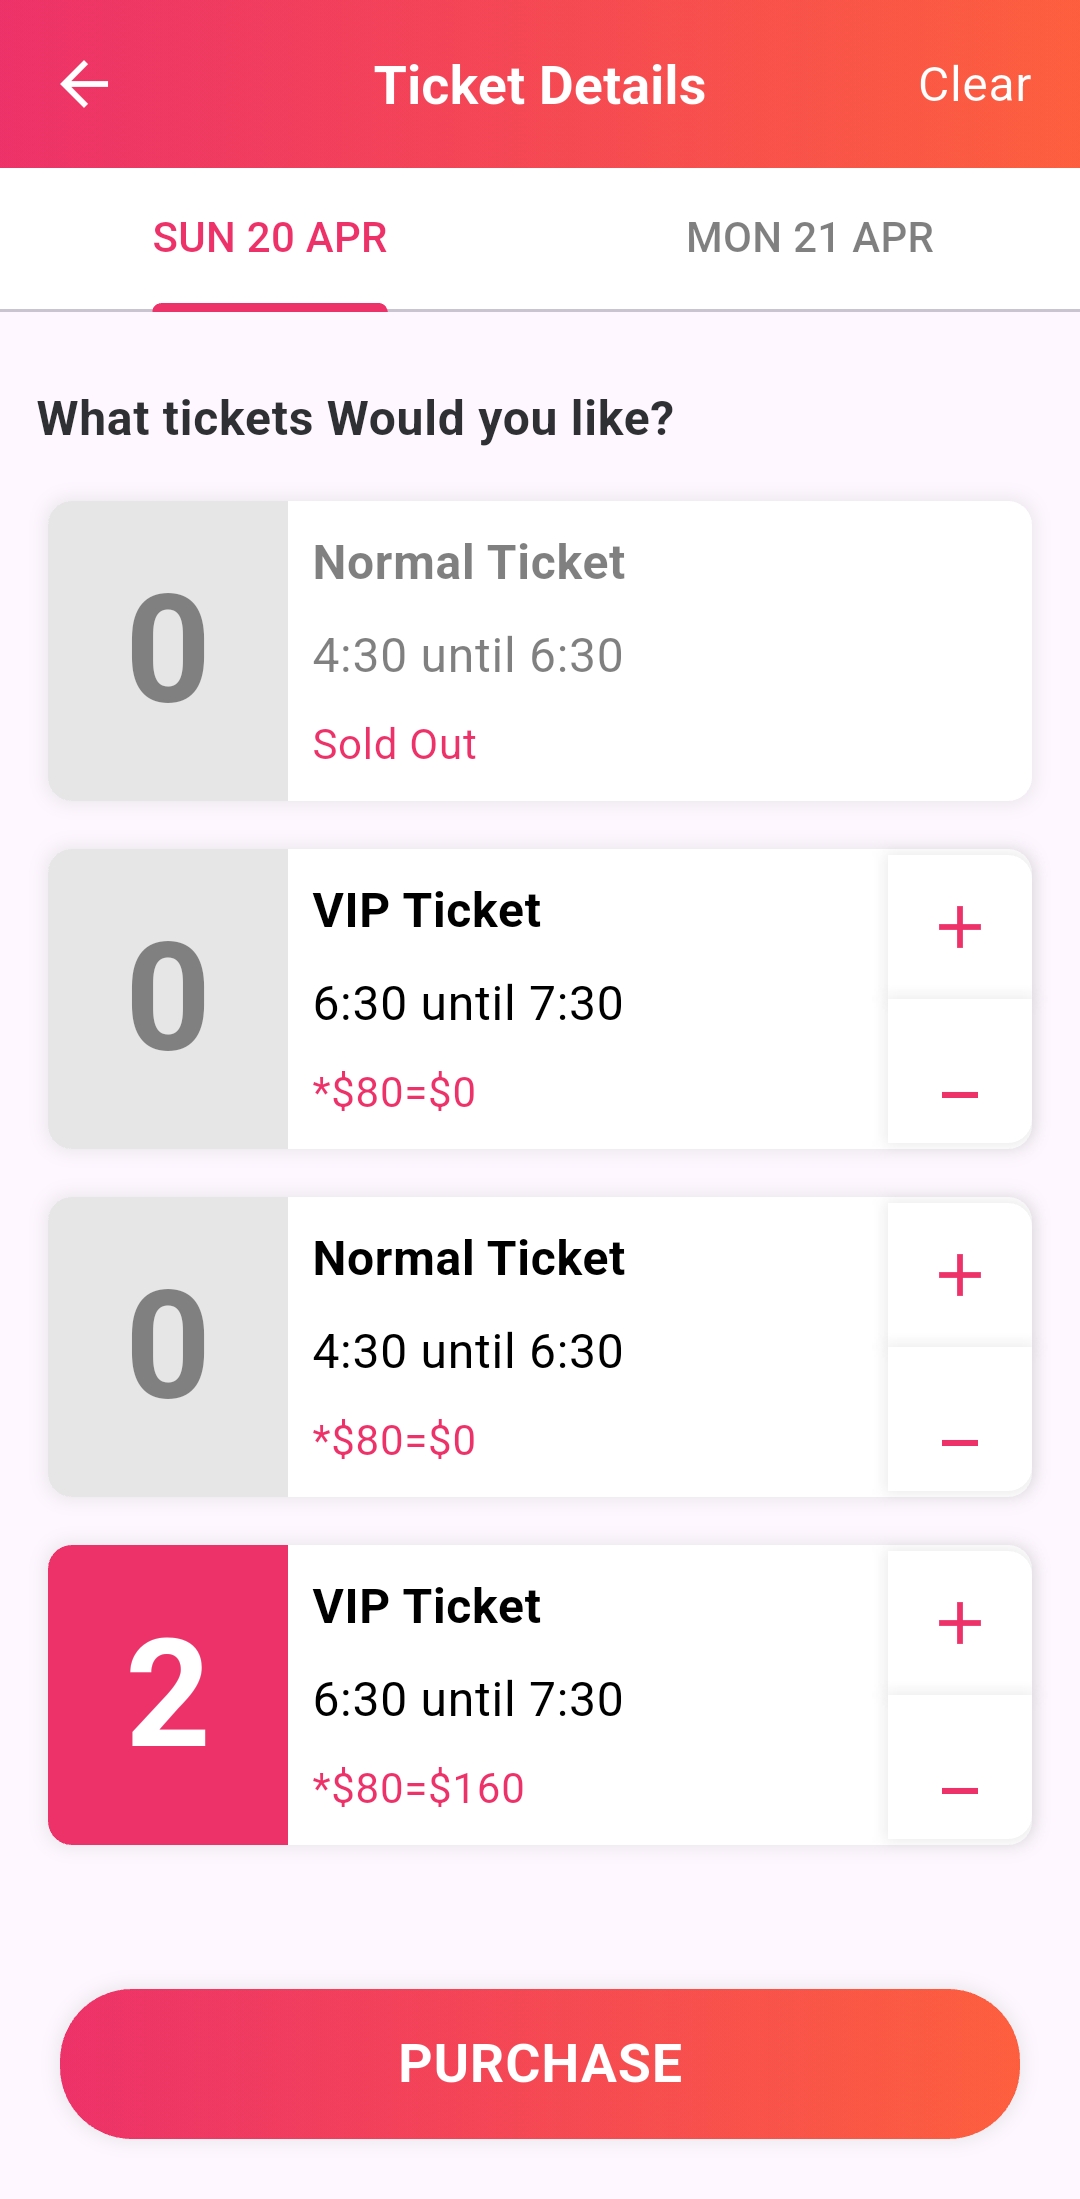 Ticket Details
Clear
SUN 20 APR
MON 21 APR
What tickets Would you like?
0
Normal Ticket
4:30 until 6:30
Sold Out
0
VIP Ticket
6:30 until 7:30
*$80=$0
+
−
0
Normal Ticket
4:30 until 6:30
*$80=$0
+
−
2
VIP Ticket
6:30 until 7:30
*$80=$160
+
−
PURCHASE